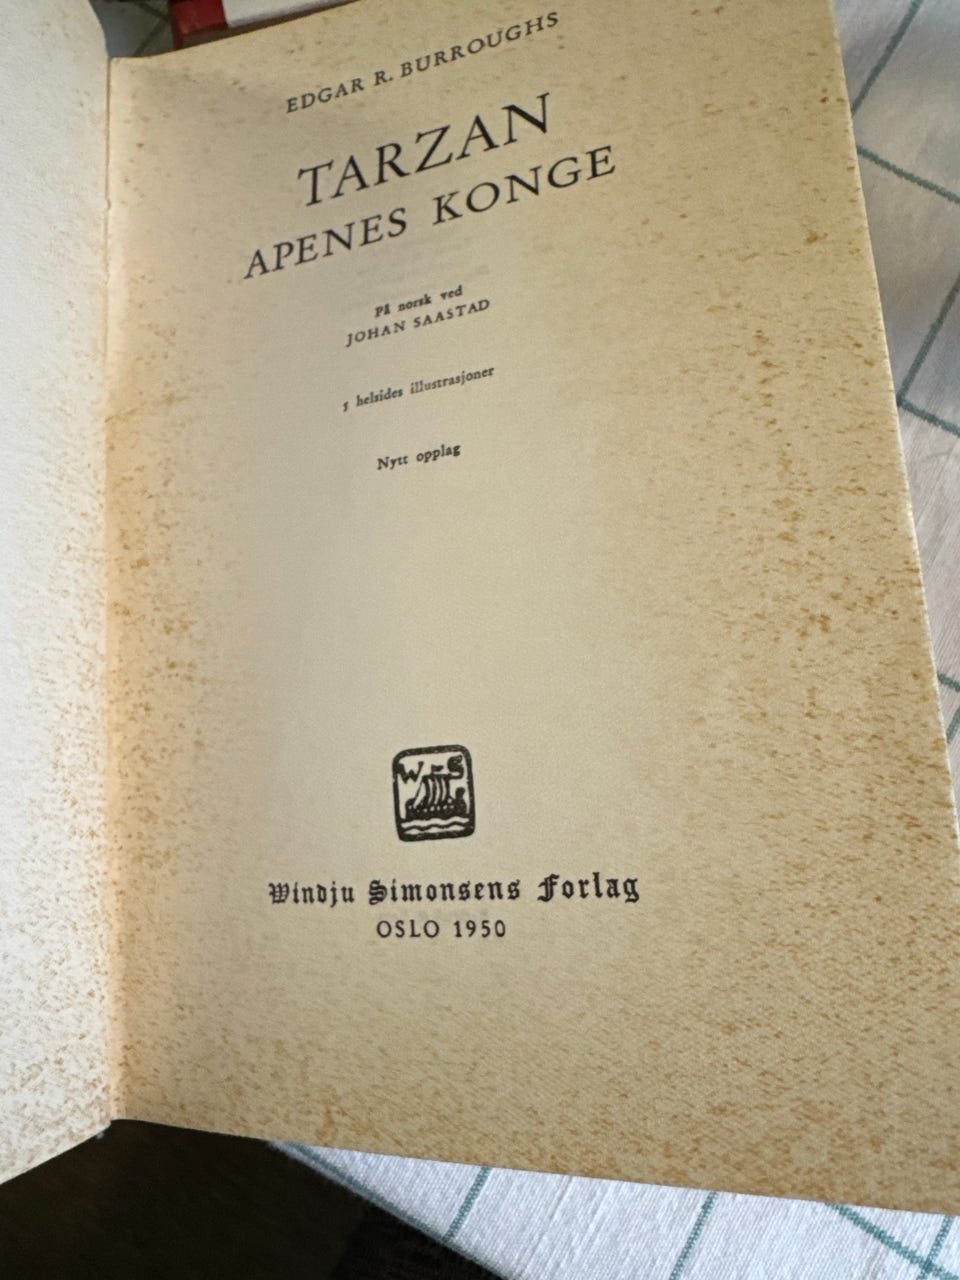 EDGAR R. BURROUGHS
TARZAN
APENES KONGE
På norsk ved
JOHAN SAASTAD
5 helsides illustrasjoner
Nytt opplag
W S
Windju Simonsens Forlag
OSLO 1950